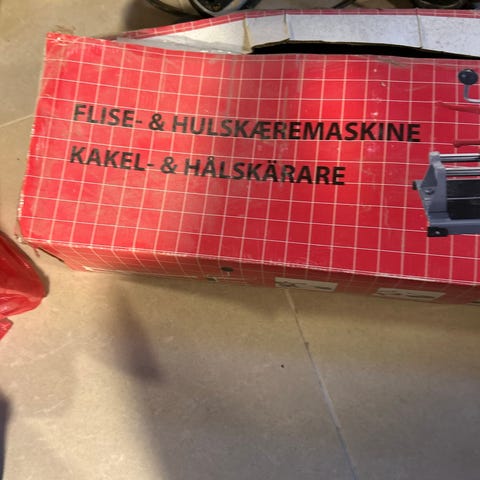 FLISE- & HULSKÆREMASKINE
KAKEL- & HÅLSKÄRARE